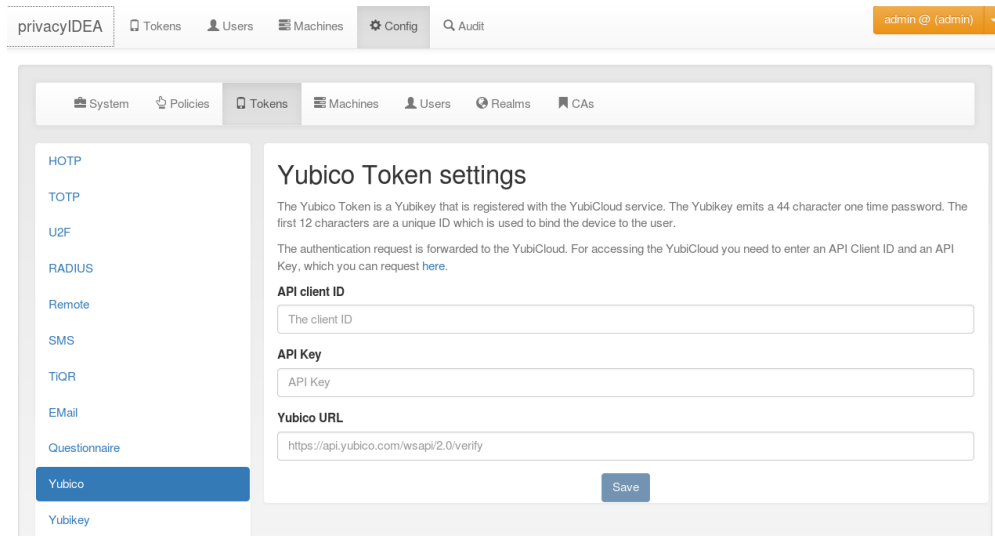 privacyIDEA Tokens Users Machines Config Audit admin @ (admin)
System Policies Tokens Machines Users Realms CAs
HOTP
TOTP
U2F
RADIUS
Remote
SMS
TiQR
EMail
Questionnaire
Yubico
Yubikey
Yubico Token settings
The Yubico Token is a Yubikey that is registered with the YubiCloud service. The Yubikey emits a 44 character one time password. The
first 12 characters are a unique ID which is used to bind the device to the user.
The authentication request is forwarded to the YubiCloud. For accessing the YubiCloud you need to enter an API Client ID and an API
Key, which you can request here.
API client ID
The client ID
API Key
API Key
Yubico URL
https://api.yubico.com/wsapi/2.0/verify
Save